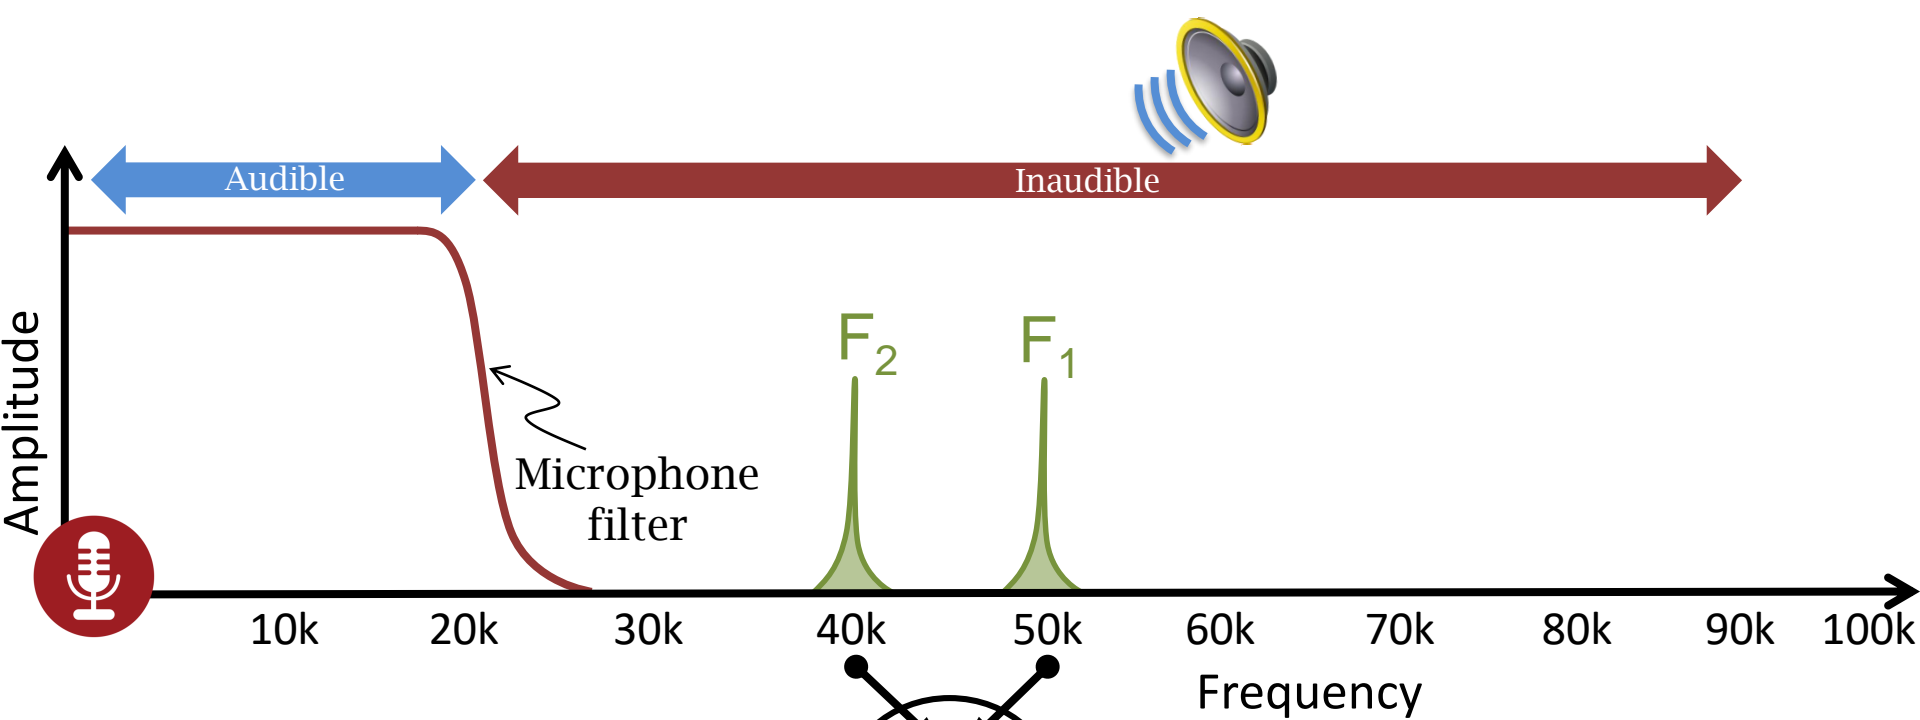 Audible
Inaudible
Amplitude
F2
F1
Microphone
filter
10k 20k 30k 40k 50k 60k 70k 80k 90k 100k
Frequency